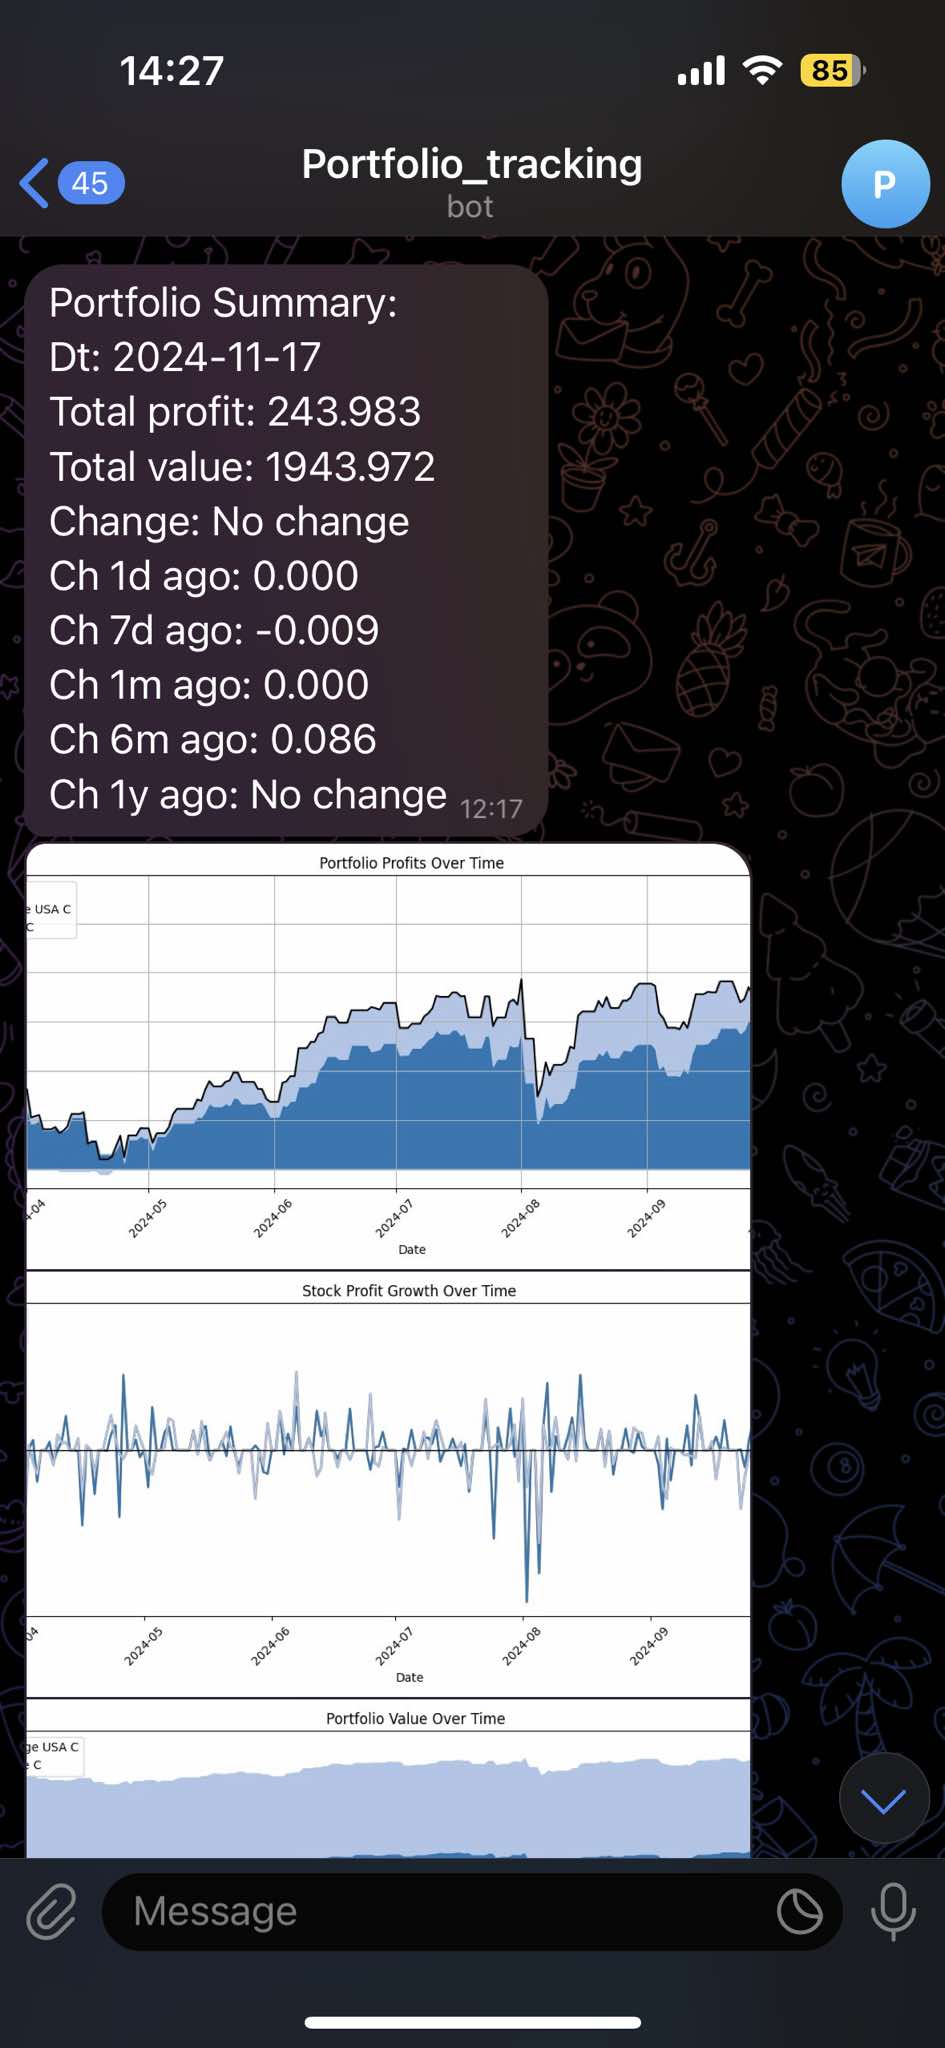 14:27
85
45
Portfolio_tracking
bot
P
Portfolio Summary:
Dt: 2024-11-17
Total profit: 243.983
Total value: 1943.972
Change: No change
Ch 1d ago: 0.000
Ch 7d ago: -0.009
Ch 1m ago: 0.000
Ch 6m ago: 0.086
Ch 1y ago: No change
12:17
Portfolio Profits Over Time
e USA C
C
-04
2024-05
2024-06
2024-07
2024-08
2024-09
Date
Stock Profit Growth Over Time
04
2024-05
2024-06
2024-07
2024-08
2024-09
Date
Portfolio Value Over Time
ge USA C
e C
Message